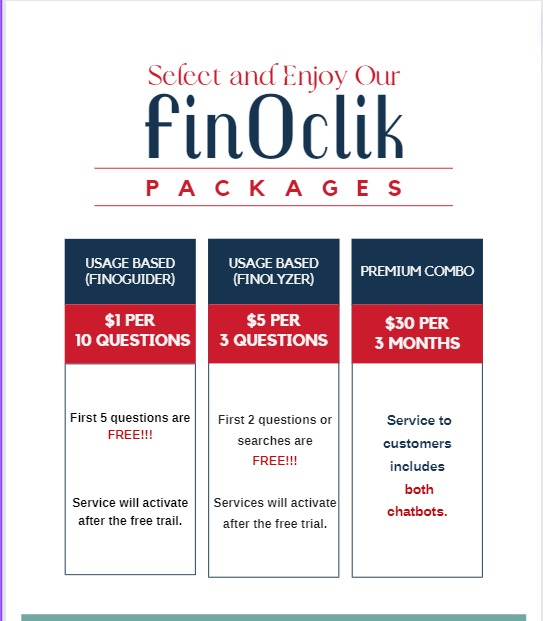 Select and Enjoy Our
finOclik
PACKAGES
USAGE BASED
(FINOGUIDER)
$1 PER
10 QUESTIONS
First 5 questions are
FREE!!!
Service will activate
after the free trail.
USAGE BASED
(FINOLYZER)
$5 PER
3 QUESTIONS
First 2 questions or
searches are
FREE!!!
Services will activate
after the free trial.
PREMIUM COMBO
$30 PER
3 MONTHS
Service to
customers
includes
both
chatbots.